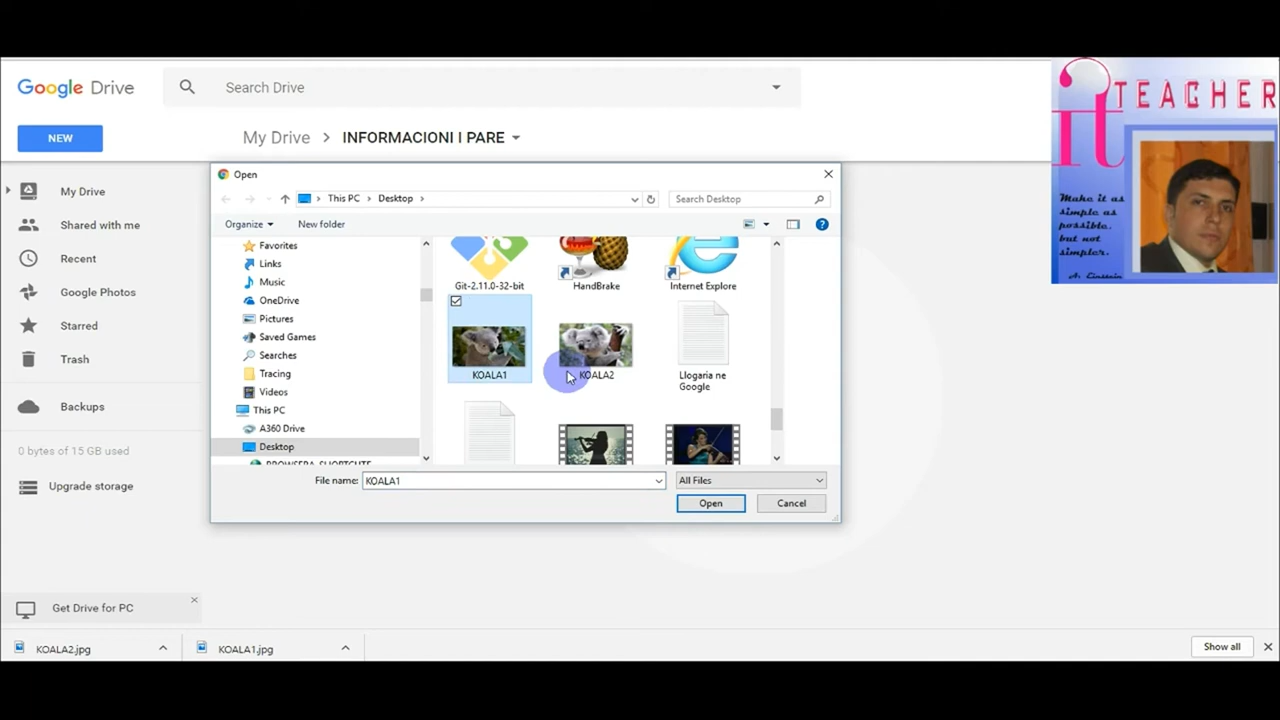 Google Drive
Search Drive
NEW
My Drive
INFORMACIONI I PARE
My Drive
Shared with me
Recent
Google Photos
Starred
Trash
Backups
0 bytes of 15 GB used
Upgrade storage
Get Drive for PC
Open
This PC
Desktop
Search Desktop
Organize
New folder
Favorites
Links
Music
OneDrive
Pictures
Saved Games
Searches
Tracing
Videos
This PC
A360 Drive
Desktop
BROWSERA_SHORTCUTE
Git-2.11.0-32-bit
HandBrake
Internet Explore
KOALA1
KOALA2
Llogaria ne
Google
File name:
KOALA1
All Files
Open
Cancel
it TEACHER
Make it as
simple as
possible,
but not
simpler.
A. Einstein
KOALA2.jpg
KOALA1.jpg
Show all